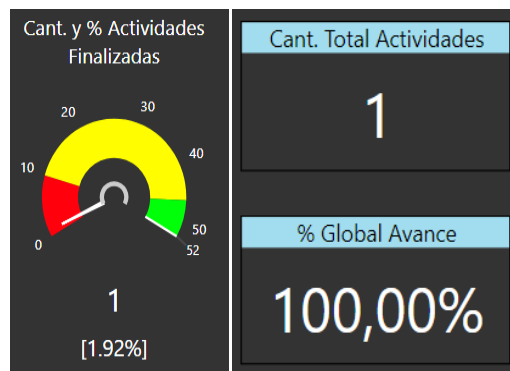 Cant. y % Actividades
Finalizadas
0
10
20
30
40
50
52
1
[1.92%]
Cant. Total Actividades
1
% Global Avance
100,00%